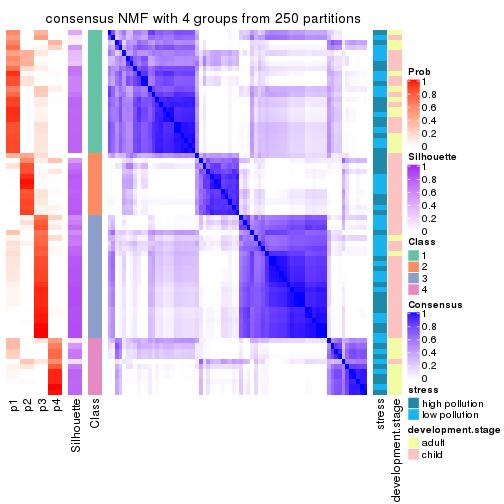 consensus NMF with 4 groups from 250 partitions
Prob
1
0.8
0.6
0.4
0.2
0
Silhouette
1
0.8
0.6
0.4
0.2
0
Class
1
2
3
4
Consensus
1
0.8
0.6
0.4
0.2
0
stress
high pollution
low pollution
development.stage
adult
child
p1
p2
p3
p4
Silhouette
Class
stress
development.stage